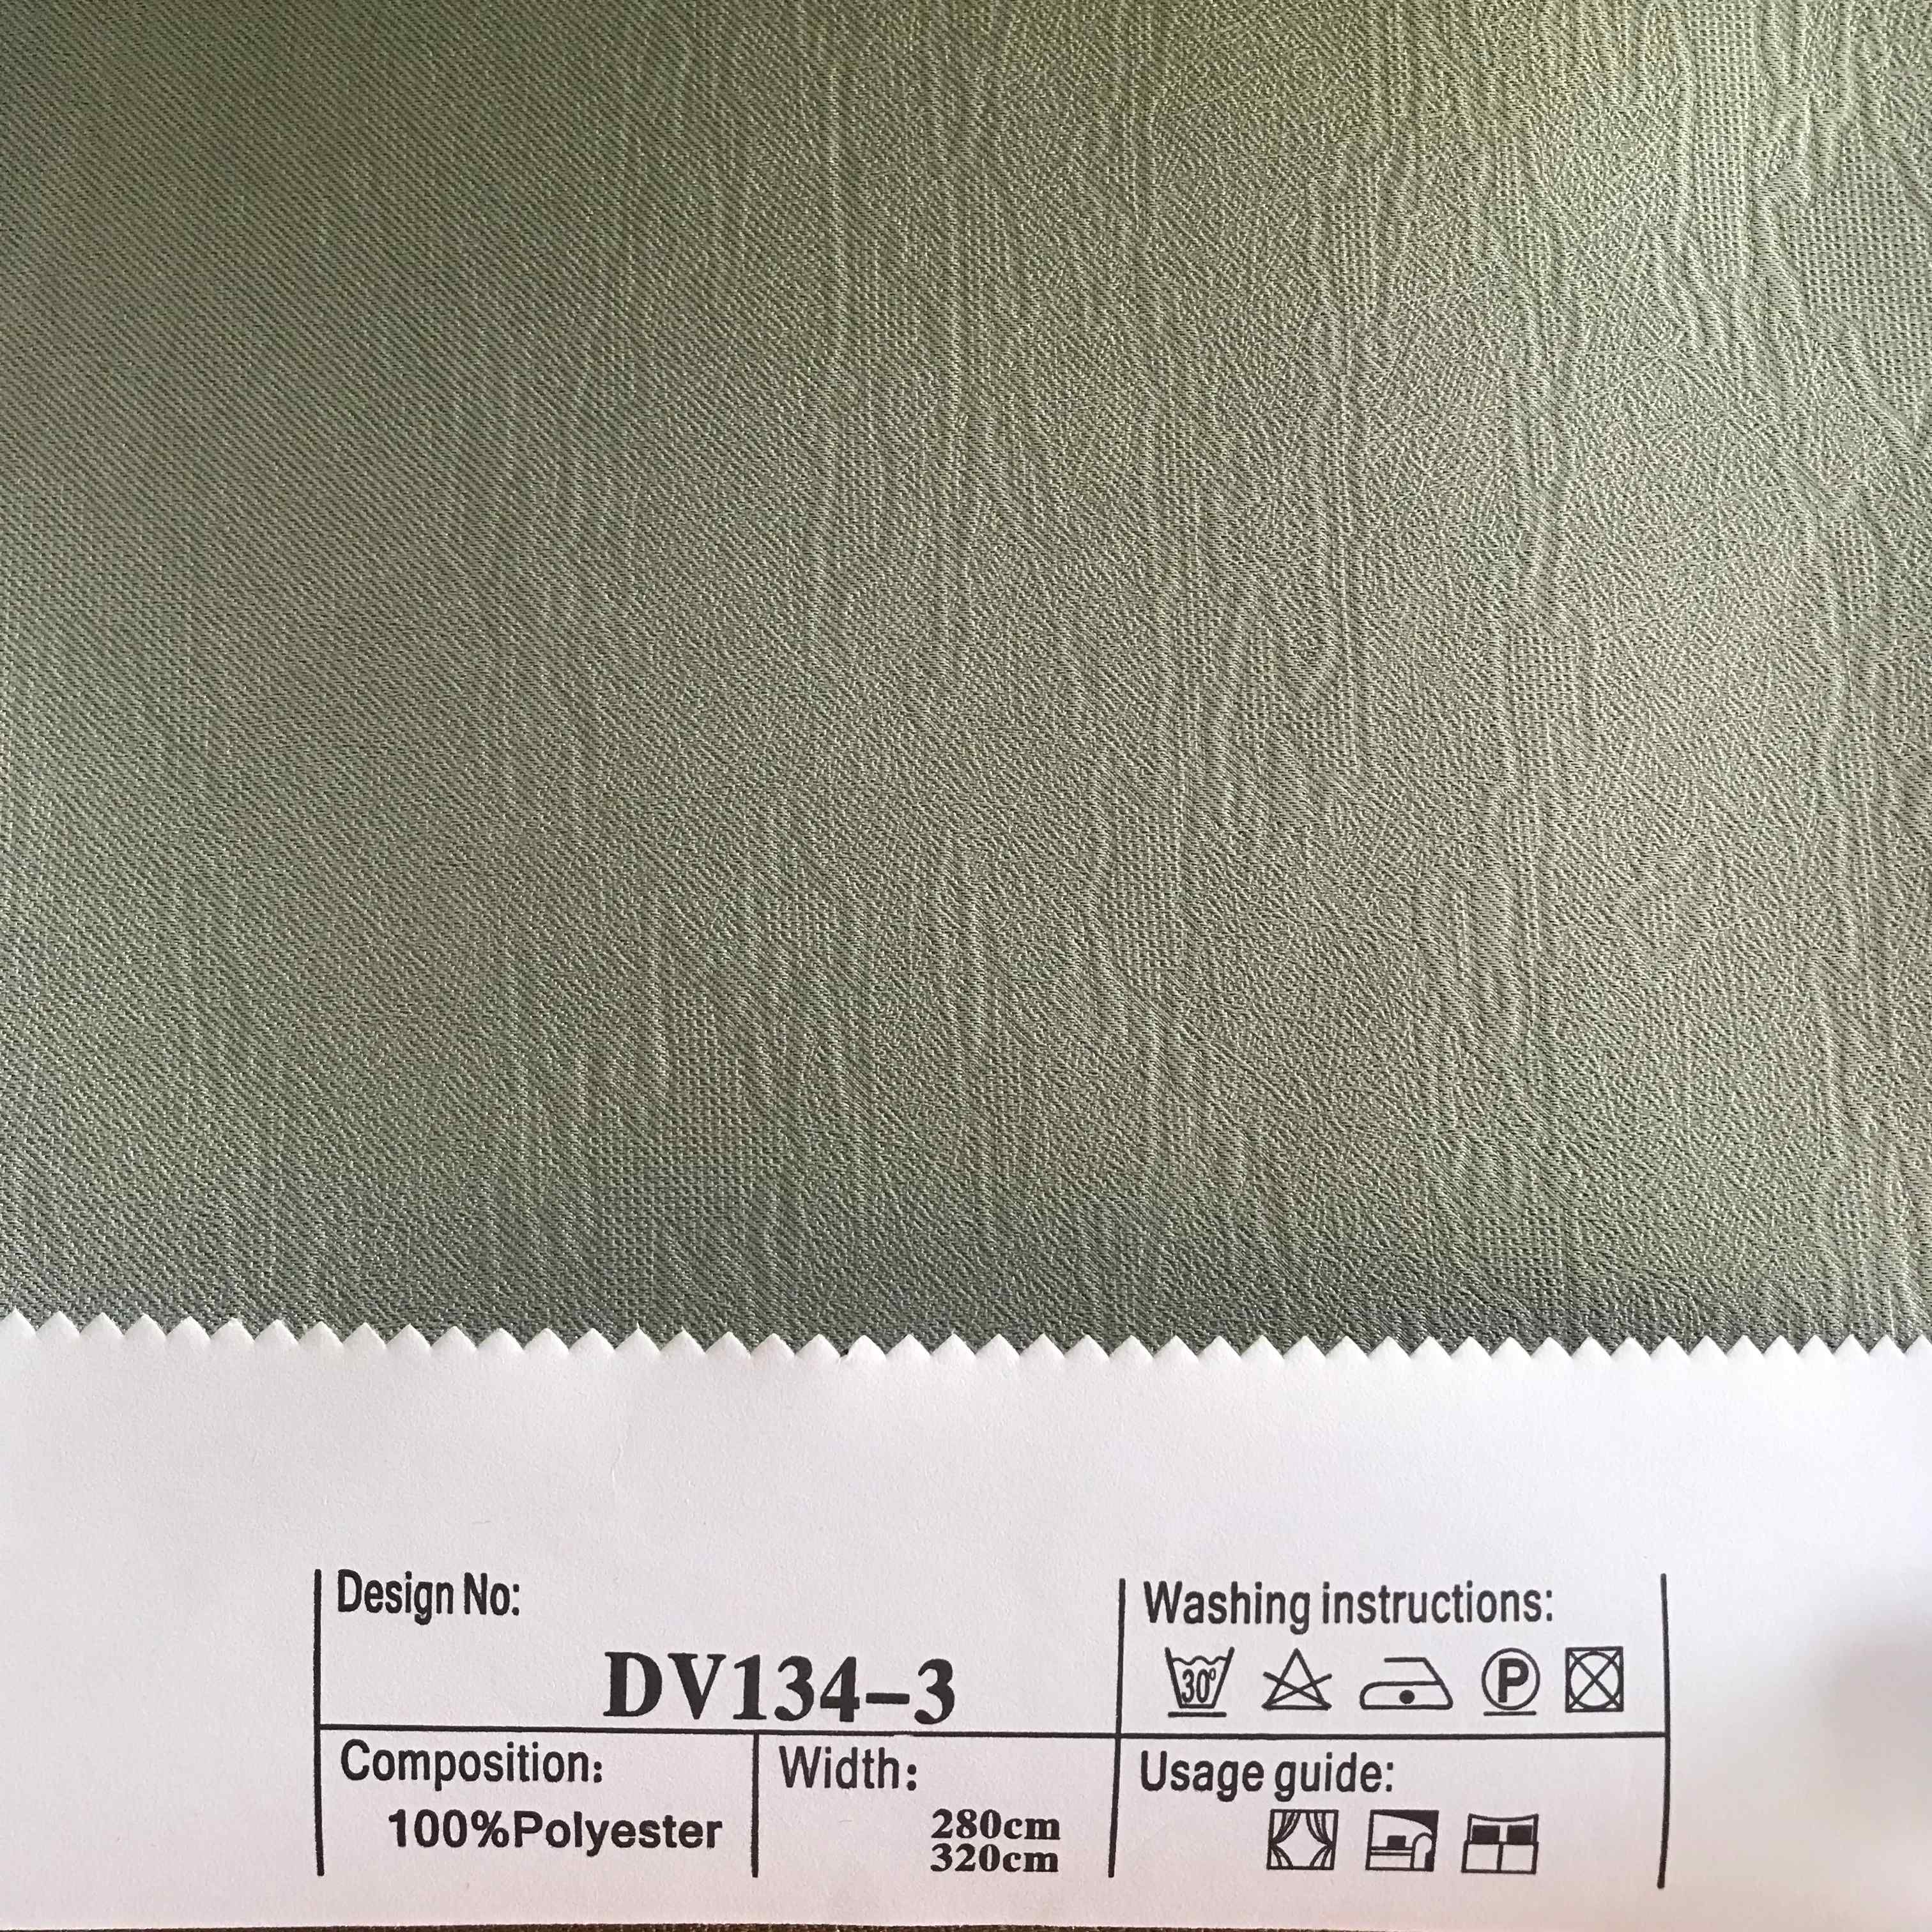 Design No:
DV134-3
Washing instructions:
30°
P
Composition:
100%Polyester
Width:
280cm
320cm
Usage guide: